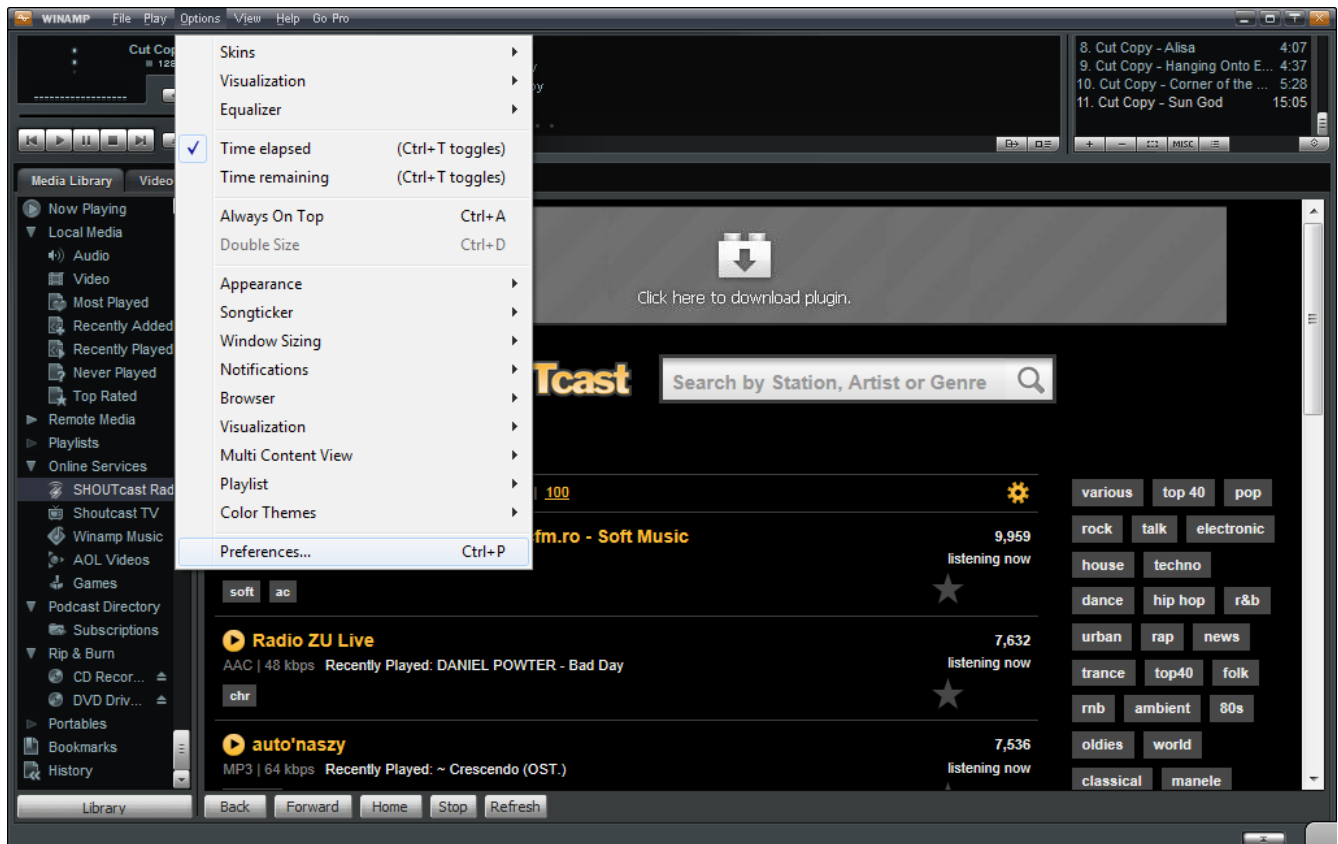 WINAMP File Play Options View Help Go Pro
Cut Cop
128
8. Cut Copy - Alisa 4:07
9. Cut Copy - Hanging Onto E... 4:37
10. Cut Copy - Corner of the ... 5:28
11. Cut Copy - Sun God 15:05
MISC
Skins
Visualization
Equalizer
Time elapsed (Ctrl+T toggles)
Time remaining (Ctrl+T toggles)
Always On Top Ctrl+A
Double Size Ctrl+D
Appearance
Songticker
Window Sizing
Notifications
Browser
Visualization
Multi Content View
Playlist
Color Themes
Preferences... Ctrl+P
Media Library Video
Now Playing
Local Media
Audio
Video
Most Played
Recently Added
Recently Played
Never Played
Top Rated
Remote Media
Playlists
Online Services
SHOUTcast Rad
Shoutcast TV
Winamp Music
AOL Videos
Games
Podcast Directory
Subscriptions
Rip & Burn
CD Recor...
DVD Driv...
Portables
Bookmarks
History
Library
Click here to download plugin.
Tcast
Search by Station, Artist or Genre
| 100
fm.ro - Soft Music
9,959
listening now
soft ac
Radio ZU Live
7,632
AAC | 48 kbps Recently Played: DANIEL POWTER - Bad Day
listening now
chr
auto'naszy
7,536
MP3 | 64 kbps Recently Played: ~ Crescendo (OST.)
listening now
various top 40 pop
rock talk electronic
house techno
dance hip hop r&b
urban rap news
trance top40 folk
rnb ambient 80s
oldies world
classical manele
Back Forward Home Stop Refresh